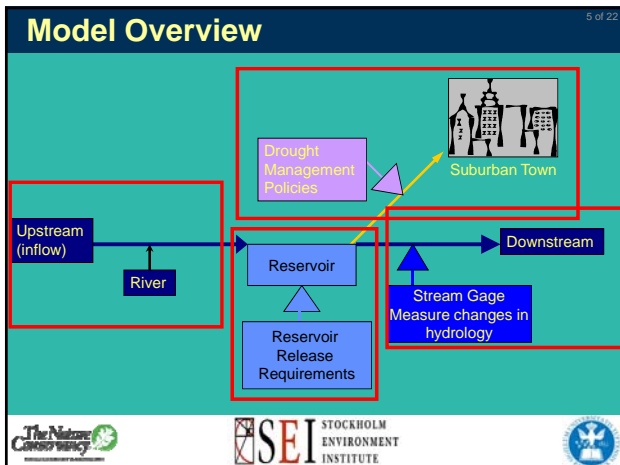 Model Overview
5 of 22
Drought
Management
Policies
Suburban Town
Upstream
(inflow)
River
Reservoir
Downstream
Stream Gage
Measure changes in
hydrology
Reservoir
Release
Requirements
The Nature
Conservancy
SEI
STOCKHOLM
ENVIRONMENT
INSTITUTE